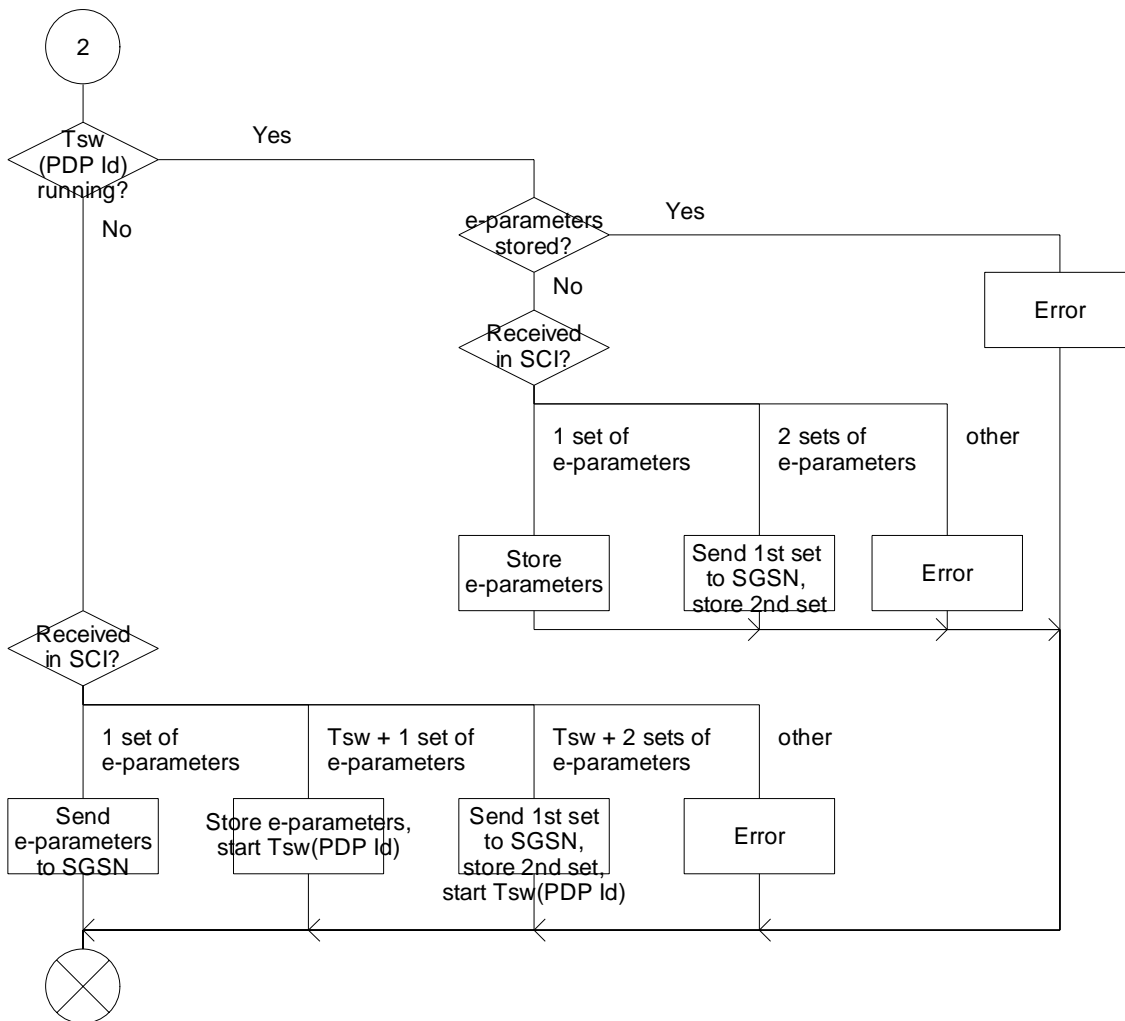 2
Tsw
(PDP Id)
running?
Yes
No
e-parameters
stored?
Yes
No
Error
Received
in SCI?
1 set of
e-parameters
2 sets of
e-parameters
other
Store
e-parameters
Send 1st set
to SGSN,
store 2nd set
Error
Received
in SCI?
1 set of
e-parameters
Tsw + 1 set of
e-parameters
Tsw + 2 sets of
e-parameters
other
Send
e-parameters
to SGSN
Store e-parameters,
start Tsw(PDP Id)
Send 1st set
to SGSN,
store 2nd set,
start Tsw(PDP Id)
Error